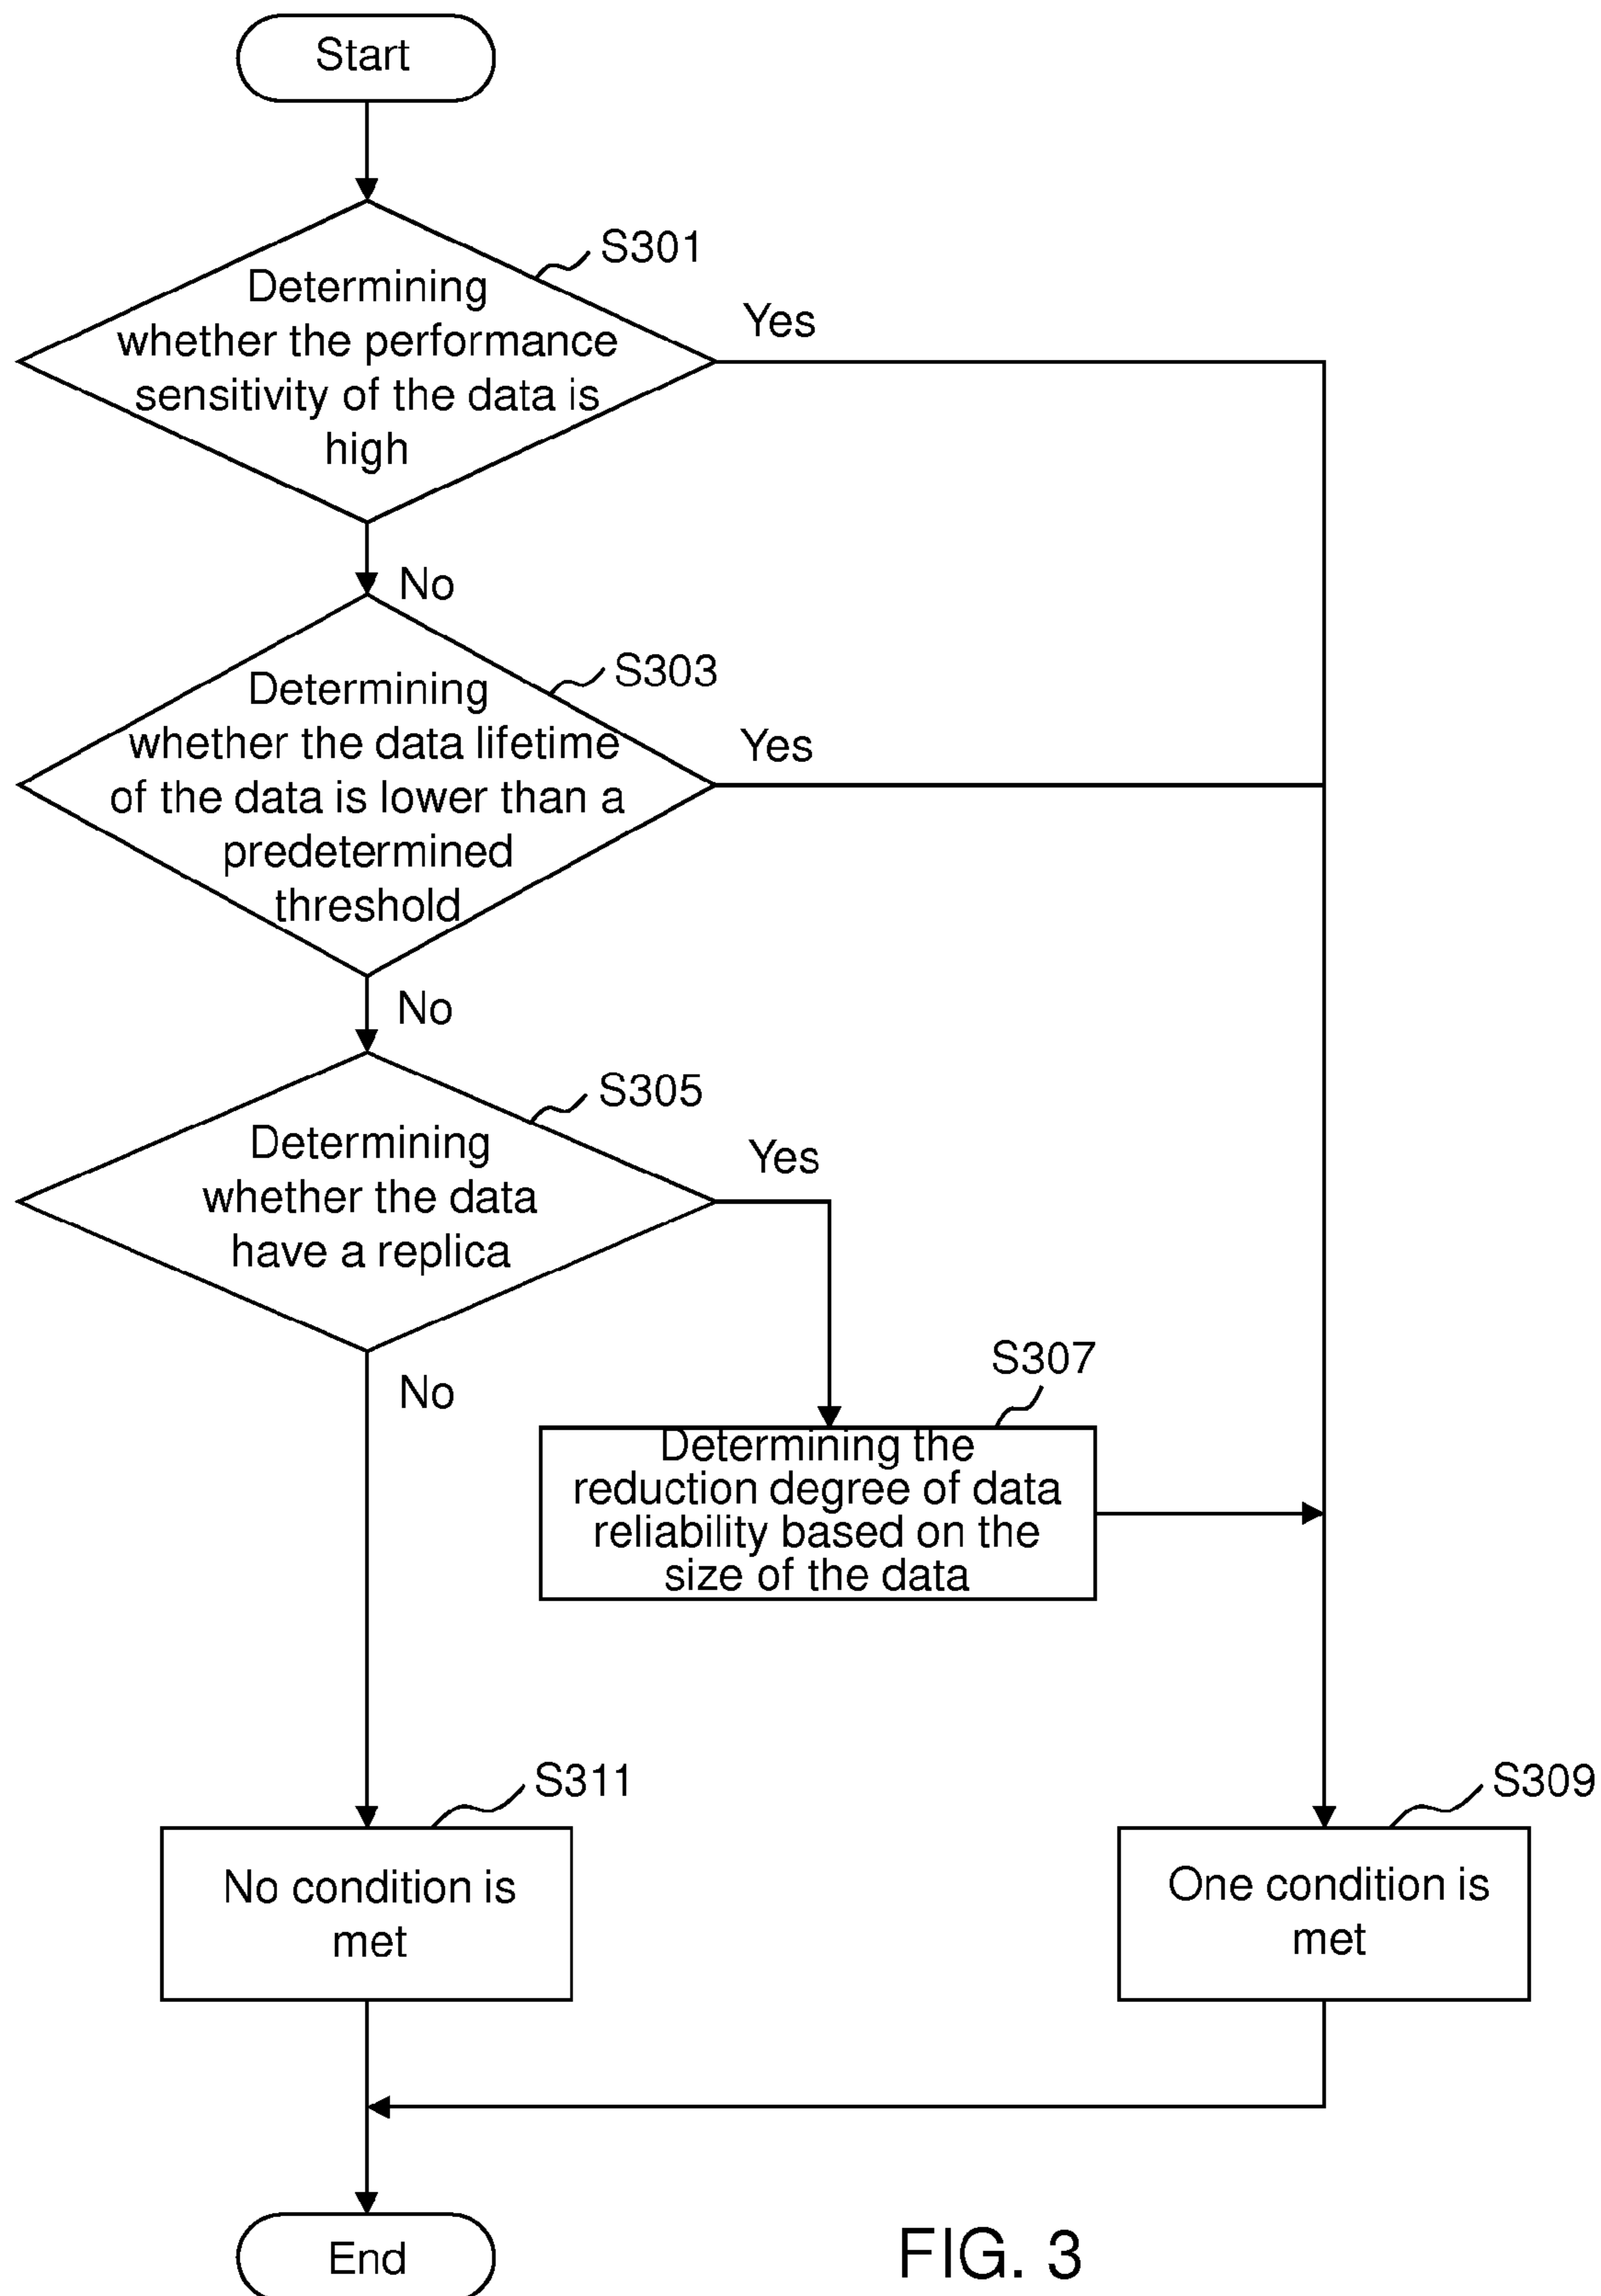 Start
S301
Determining
whether the performance
sensitivity of the data is
high
Yes
No
S303
Determining
whether the data lifetime
of the data is lower than a
predetermined
threshold
Yes
No
S305
Determining
whether the data
have a replica
Yes
No
S307
Determining the
reduction degree of data
reliability based on the
size of the data
S311
No condition is
met
S309
One condition is
met
End
FIG. 3